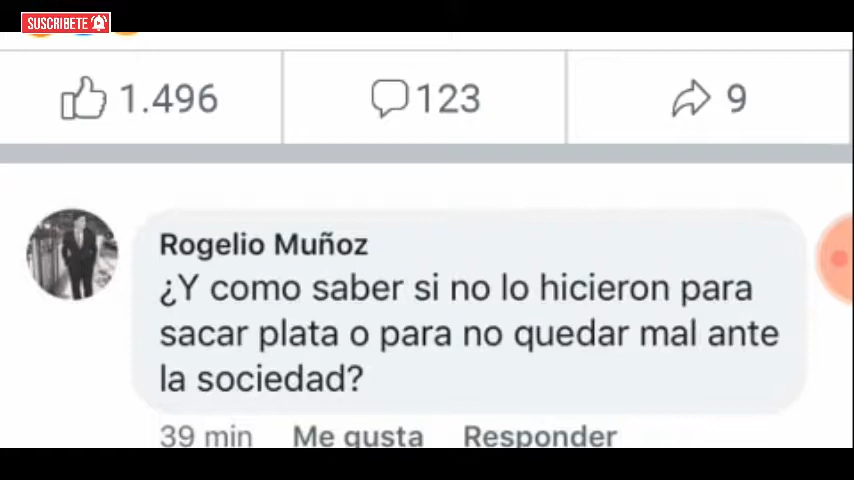 SUSCRIBETE
1.496 123 9
Rogelio Muñoz
¿Y como saber si no lo hicieron para
sacar plata o para no quedar mal ante
la sociedad?
39 min Me gusta Responder